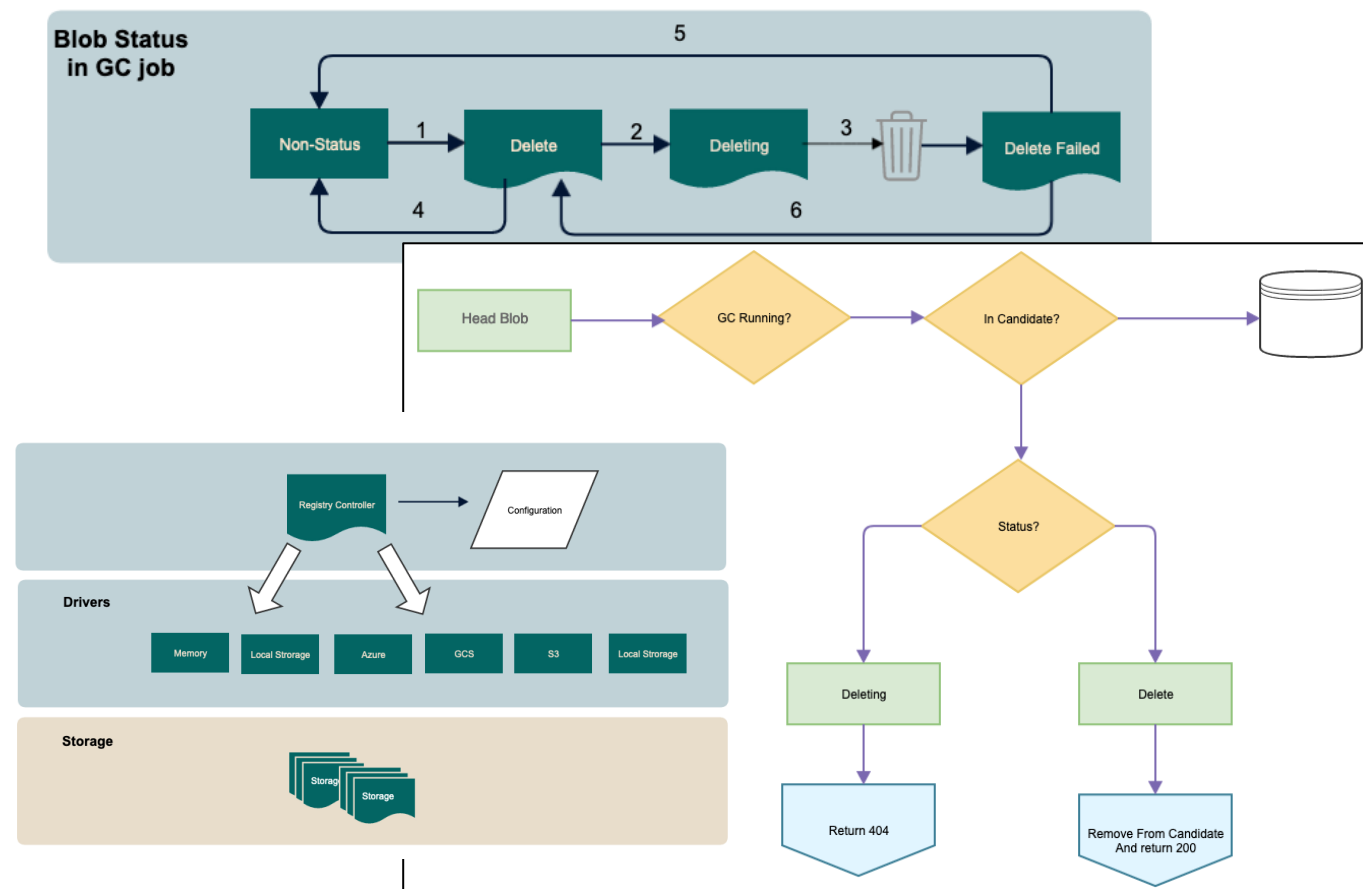 Blob Status
in GC job
5
Non-Status
1
Delete
2
Deleting
3
Delete Failed
4
6
Head Blob
GC Running?
In Candidate?
Status?
Deleting
Delete
Return 404
Remove From Candidate
And return 200
Registry Controller
Configuration
Drivers
Memory
Local Strorage
Azure
GCS
S3
Local Strorage
Storage
Storag
Storage